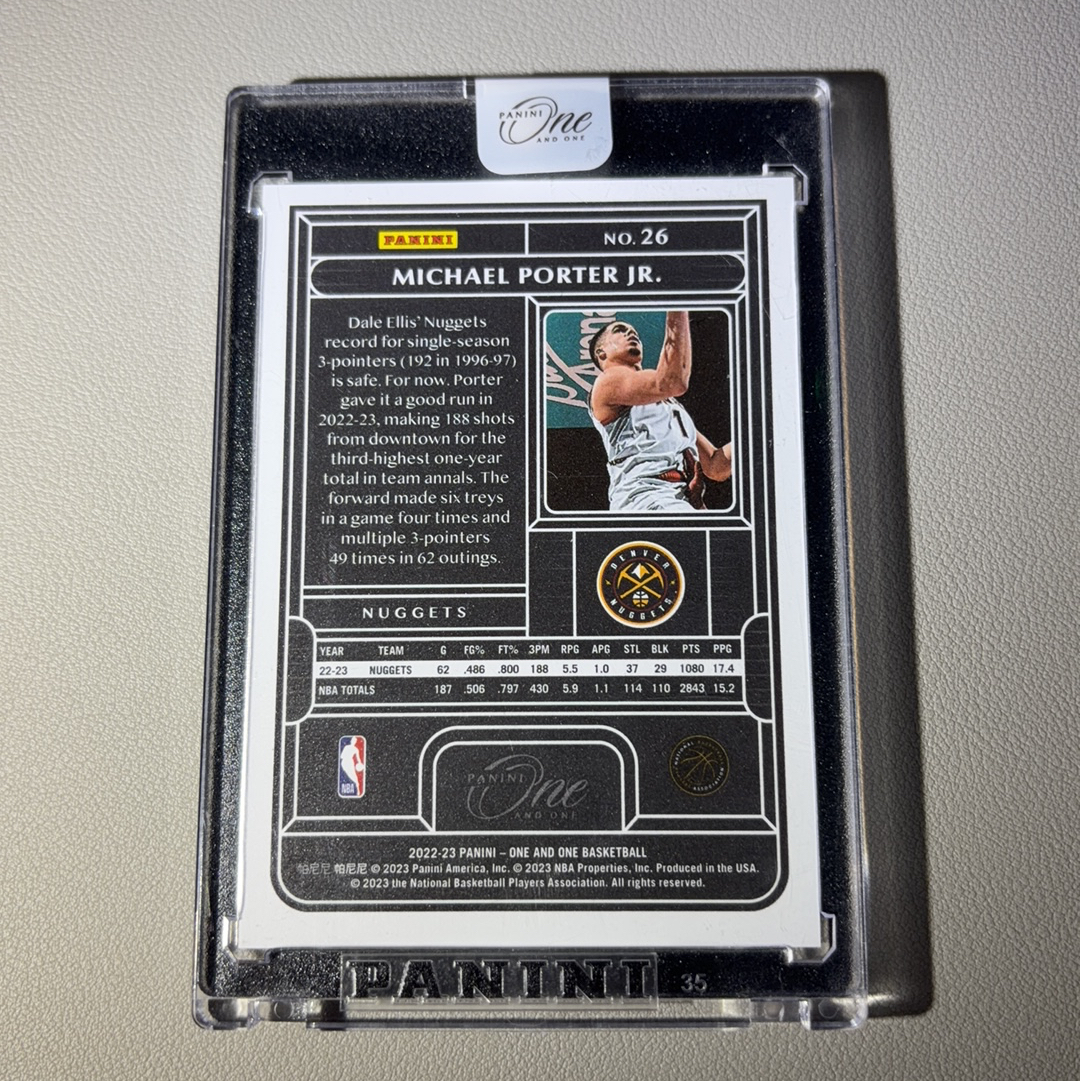 PANINI One
AND ONE
PANINI
NO. 26
MICHAEL PORTER JR.
Dale Ellis' Nuggets
record for single-season
3-pointers (192 in 1996-97)
is safe. For now. Porter
gave it a good run in
2022-23, making 188 shots
from downtown for the
third-highest one-year
total in team annals. The
forward made six treys
in a game four times and
multiple 3-pointers
49 times in 62 outings.
1
DENVER
NUGGETS
NUGGETS
YEAR TEAM G FG% FT% 3PM RPG APG STL BLK PTS PPG
22-23 NUGGETS 62 .486 .800 188 5.5 1.0 37 29 1080 17.4
NBA TOTALS 187 .506 .797 430 5.9 1.1 114 110 2843 15.2
NBA
PANINI One
AND ONE
NATIONAL BASKETBALL ASSOCIATION
2022-23 PANINI – ONE AND ONE BASKETBALL
帕尼尼 帕尼尼 © 2023 Panini America, Inc. © 2023 NBA Properties, Inc. Produced in the USA.
© 2023 the National Basketball Players Association. All rights reserved.
PANINI 35